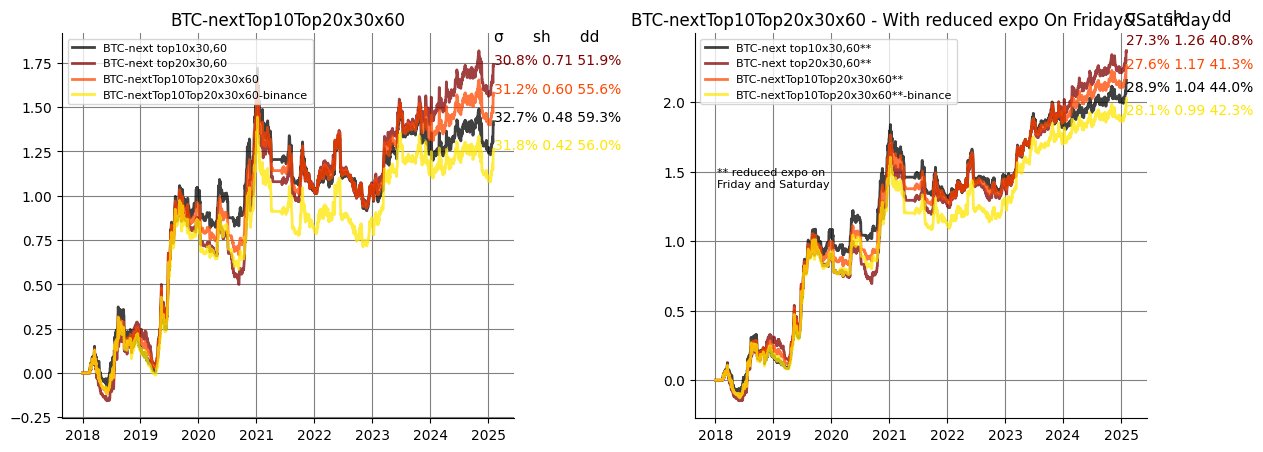 BTC-nextTop10Top20x30x60
σ sh dd
BTC-next top10x30,60
BTC-next top20x30,60
BTC-nextTop10Top20x30x60
BTC-nextTop10Top20x30x60-binance
30.8% 0.71 51.9%
31.2% 0.60 55.6%
32.7% 0.48 59.3%
31.8% 0.42 56.0%
1.75
1.50
1.25
1.00
0.75
0.50
0.25
0.00
−0.25
2018 2019 2020 2021 2022 2023 2024 2025
BTC-nextTop10Top20x30x60 - With reduced expo On Friday&Saturday
σ sh dd
BTC-next top10x30,60**
BTC-next top20x30,60**
BTC-nextTop10Top20x30x60**
BTC-nextTop10Top20x30x60**-binance
27.3% 1.26 40.8%
27.6% 1.17 41.3%
28.9% 1.04 44.0%
28.1% 0.99 42.3%
** reduced expo on
Friday and Saturday
2.0
1.5
1.0
0.5
0.0
2018 2019 2020 2021 2022 2023 2024 2025